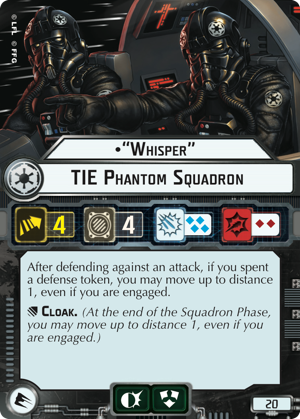 © LFL © FFG
•“Whisper”
TIE Phantom Squadron
4
4
After defending against an attack, if you spent
a defense token, you may move up to distance
1, even if you are engaged.
Cloak. (At the end of the Squadron Phase,
you may move up to distance 1, even if
you are engaged.)
20